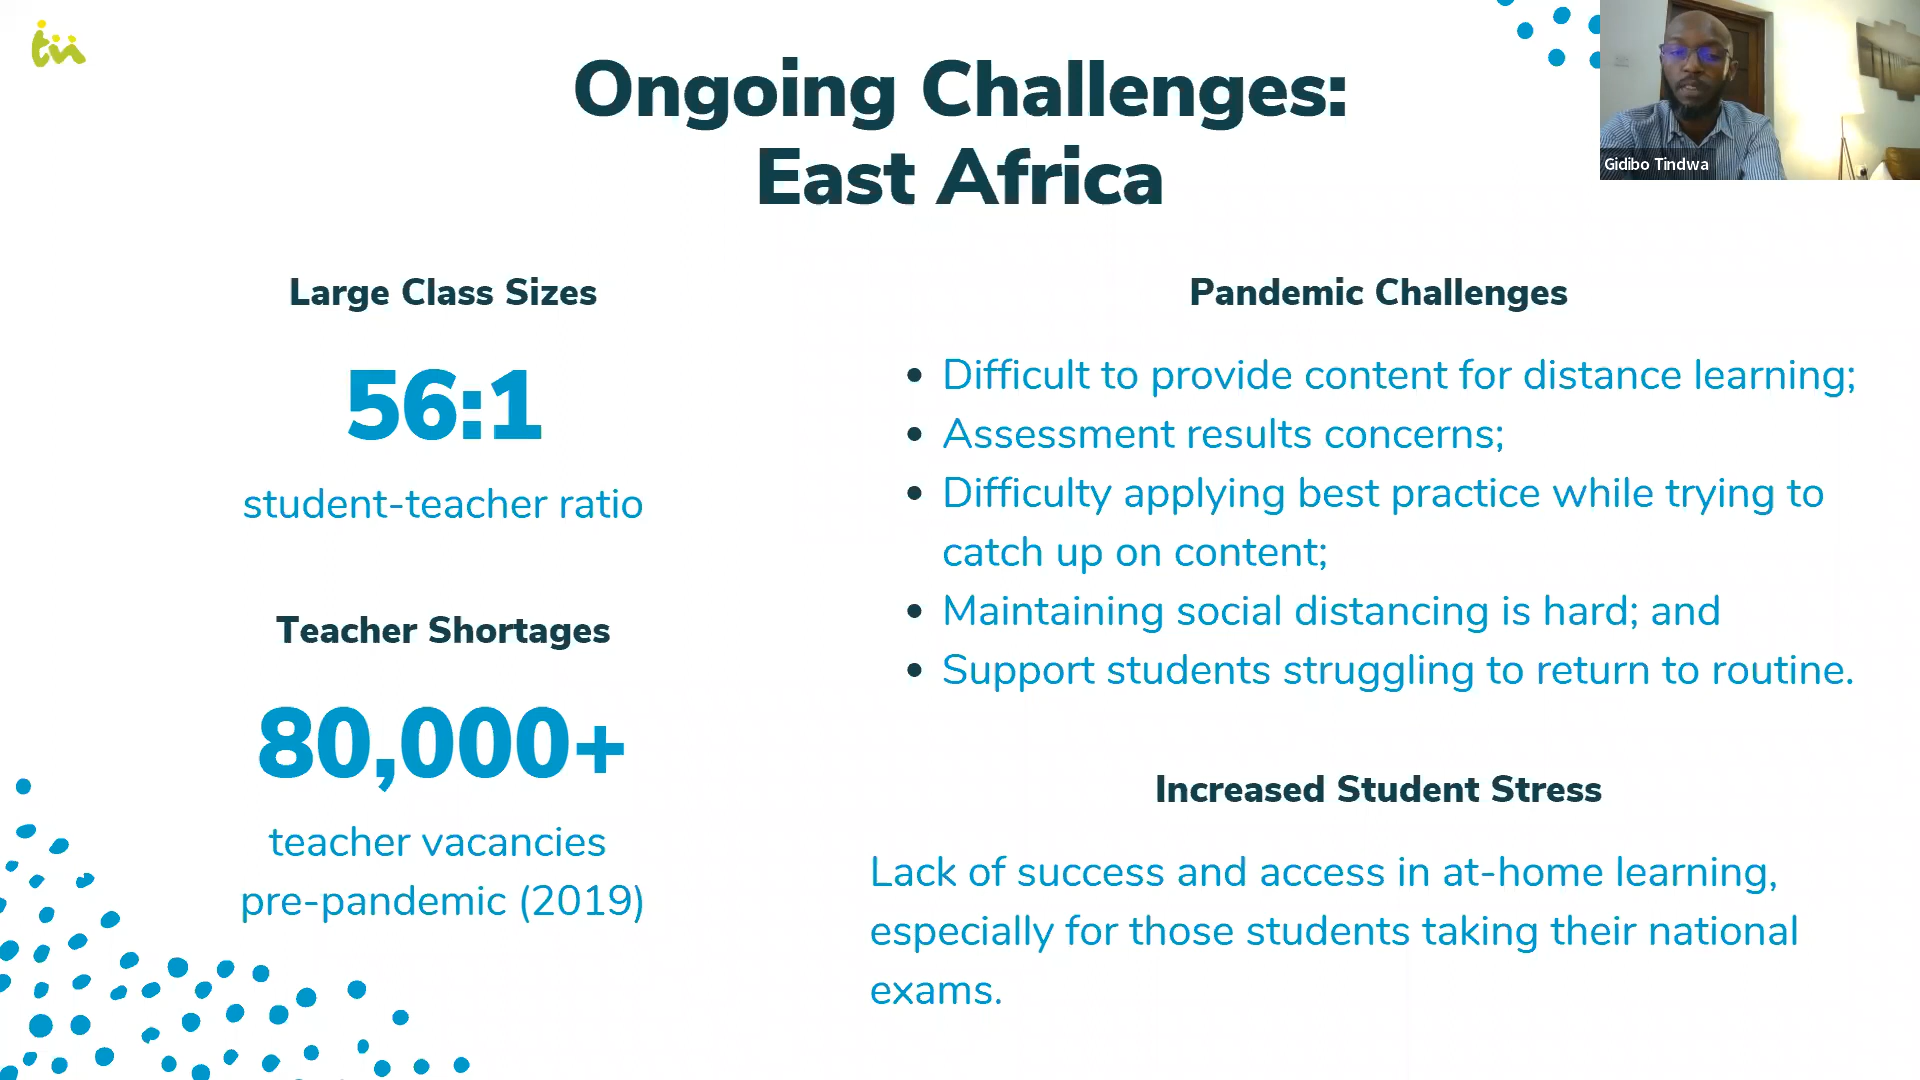 tii
Ongoing Challenges:
East Africa
Gidibo Tindwa
Large Class Sizes
56:1
student-teacher ratio
Teacher Shortages
80,000+
teacher vacancies
pre-pandemic (2019)
Pandemic Challenges
• Difficult to provide content for distance learning;
• Assessment results concerns;
• Difficulty applying best practice while trying to
catch up on content;
• Maintaining social distancing is hard; and
• Support students struggling to return to routine.
Increased Student Stress
Lack of success and access in at-home learning,
especially for those students taking their national
exams.